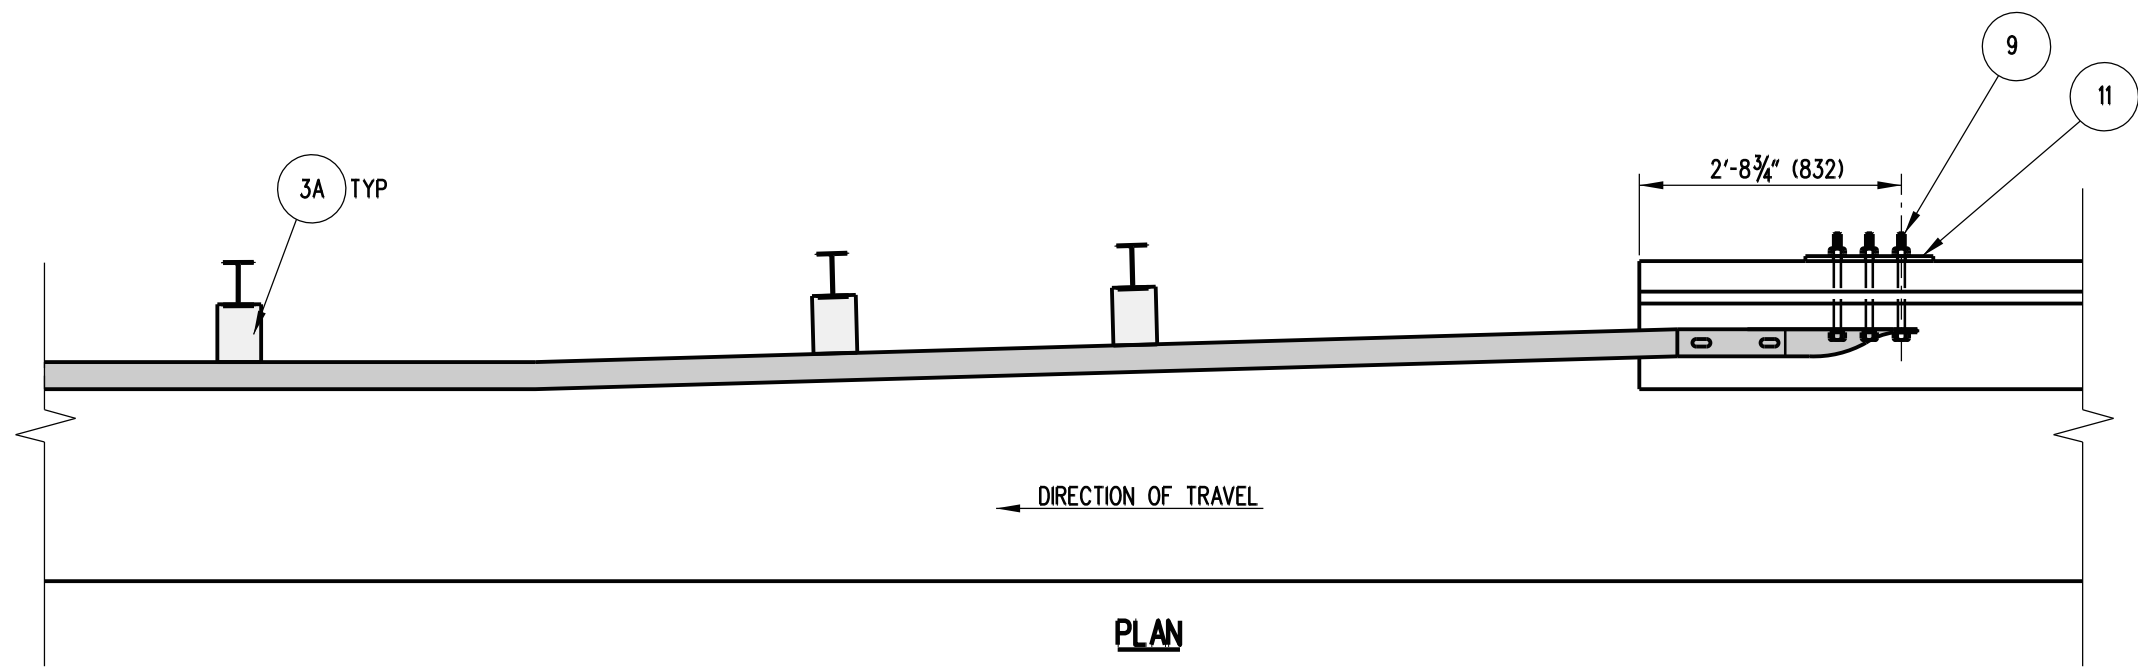 9
11
2'-8¾" (832)
3A TYP
DIRECTION OF TRAVEL
PLAN